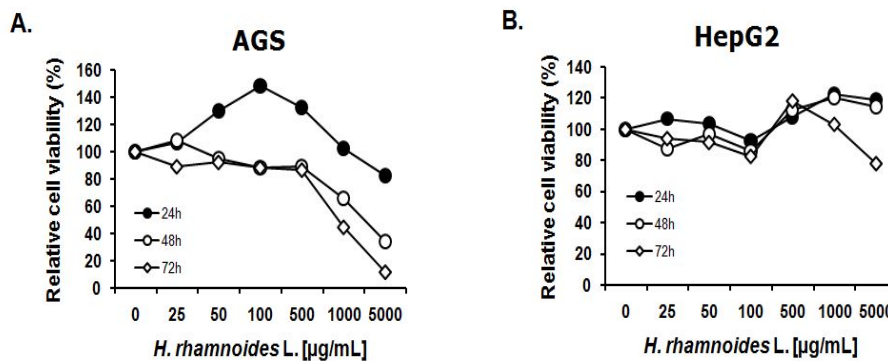 A.
AGS
Relative cell viability (%)
160
140
120
100
80
60
40
20
0
24h
48h
72h
0 25 50 100 500 1000 5000
H. rhamnoides L. [µg/mL]
B.
HepG2
Relative cell viability (%)
140
120
100
80
60
40
20
0
24h
48h
72h
0 25 50 100 500 1000 5000
H. rhamnoides L. [µg/mL]